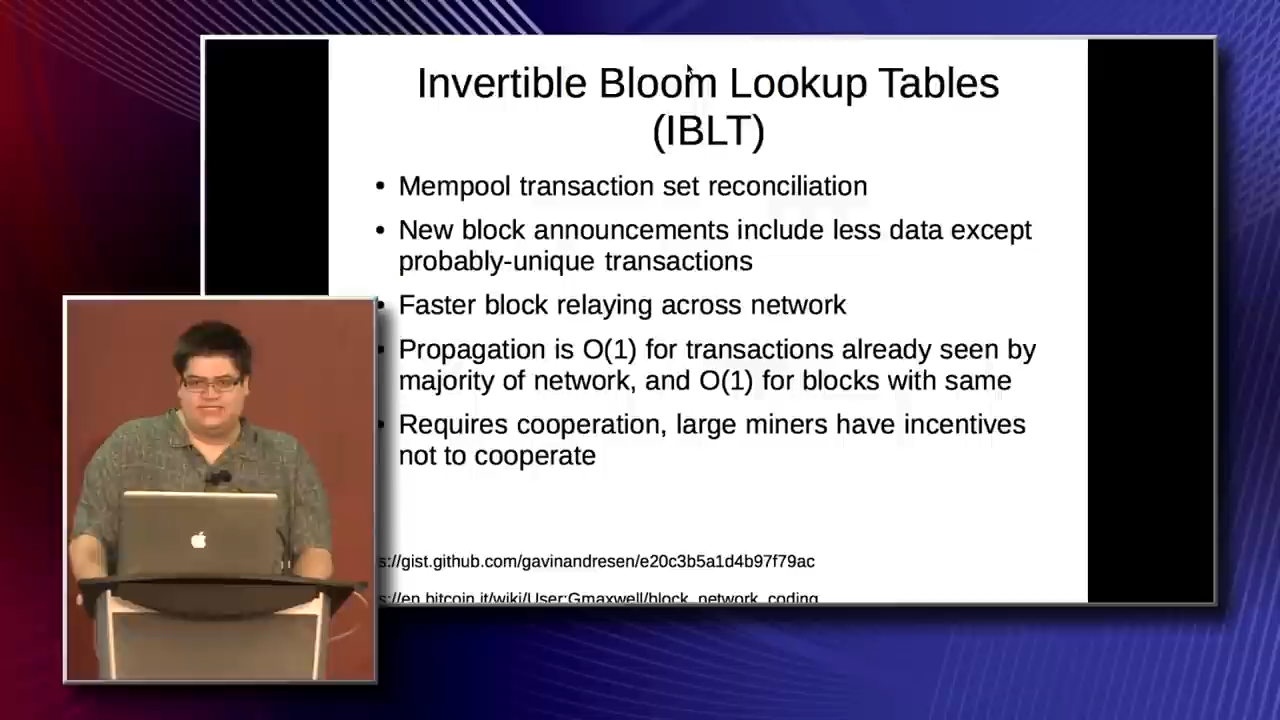 Invertible Bloom Lookup Tables
(IBLT)
• Mempool transaction set reconciliation
• New block announcements include less data except
probably-unique transactions
• Faster block relaying across network
• Propagation is O(1) for transactions already seen by
majority of network, and O(1) for blocks with same
• Requires cooperation, large miners have incentives
not to cooperate
s://gist.github.com/gavinandresen/e20c3b5a1d4b97f79ac
s://en.bitcoin.it/wiki/User:Gmaxwell/block_network_coding